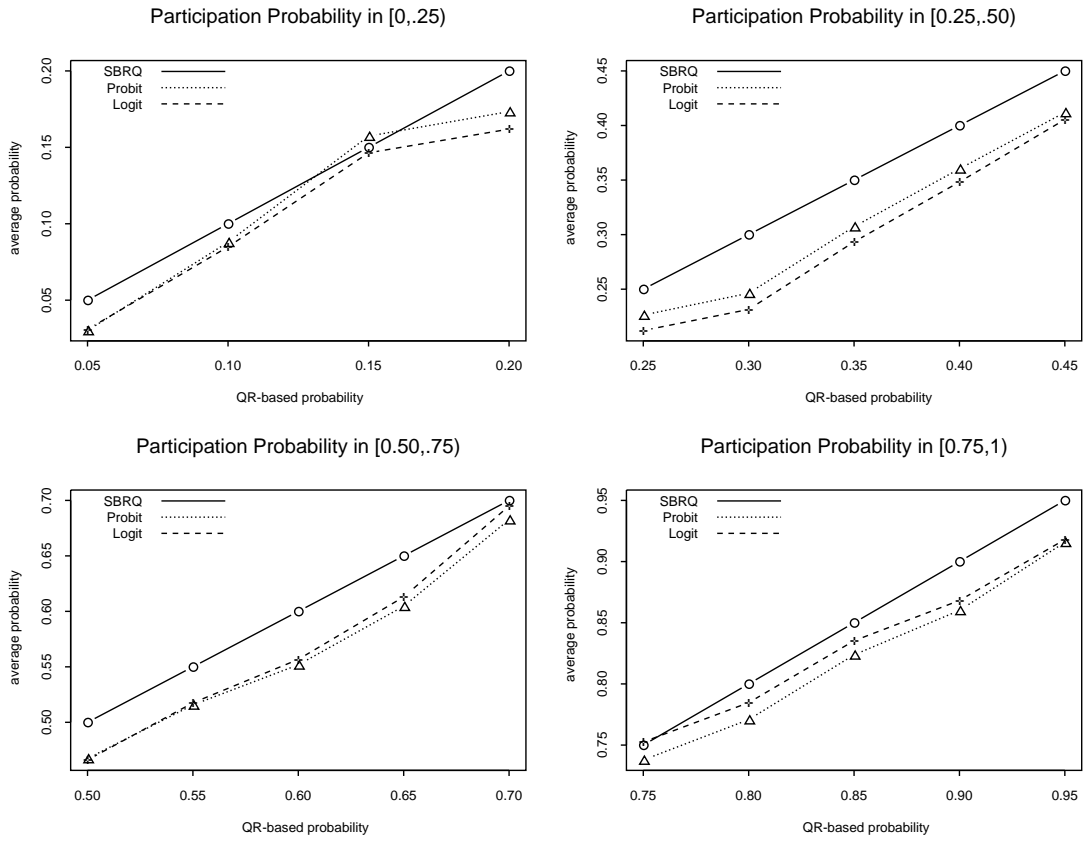 Participation Probability in [0,.25)
SBRQ
Probit
Logit
average probability
0.20
0.15
0.10
0.05
0.05 0.10 0.15 0.20
QR-based probability
Participation Probability in [0.25,.50)
SBRQ
Probit
Logit
average probability
0.45
0.40
0.35
0.30
0.25
0.25 0.30 0.35 0.40 0.45
QR-based probability
Participation Probability in [0.50,.75)
SBRQ
Probit
Logit
average probability
0.70
0.65
0.60
0.55
0.50
0.50 0.55 0.60 0.65 0.70
QR-based probability
Participation Probability in [0.75,1)
SBRQ
Probit
Logit
average probability
0.95
0.90
0.85
0.80
0.75
0.75 0.80 0.85 0.90 0.95
QR-based probability